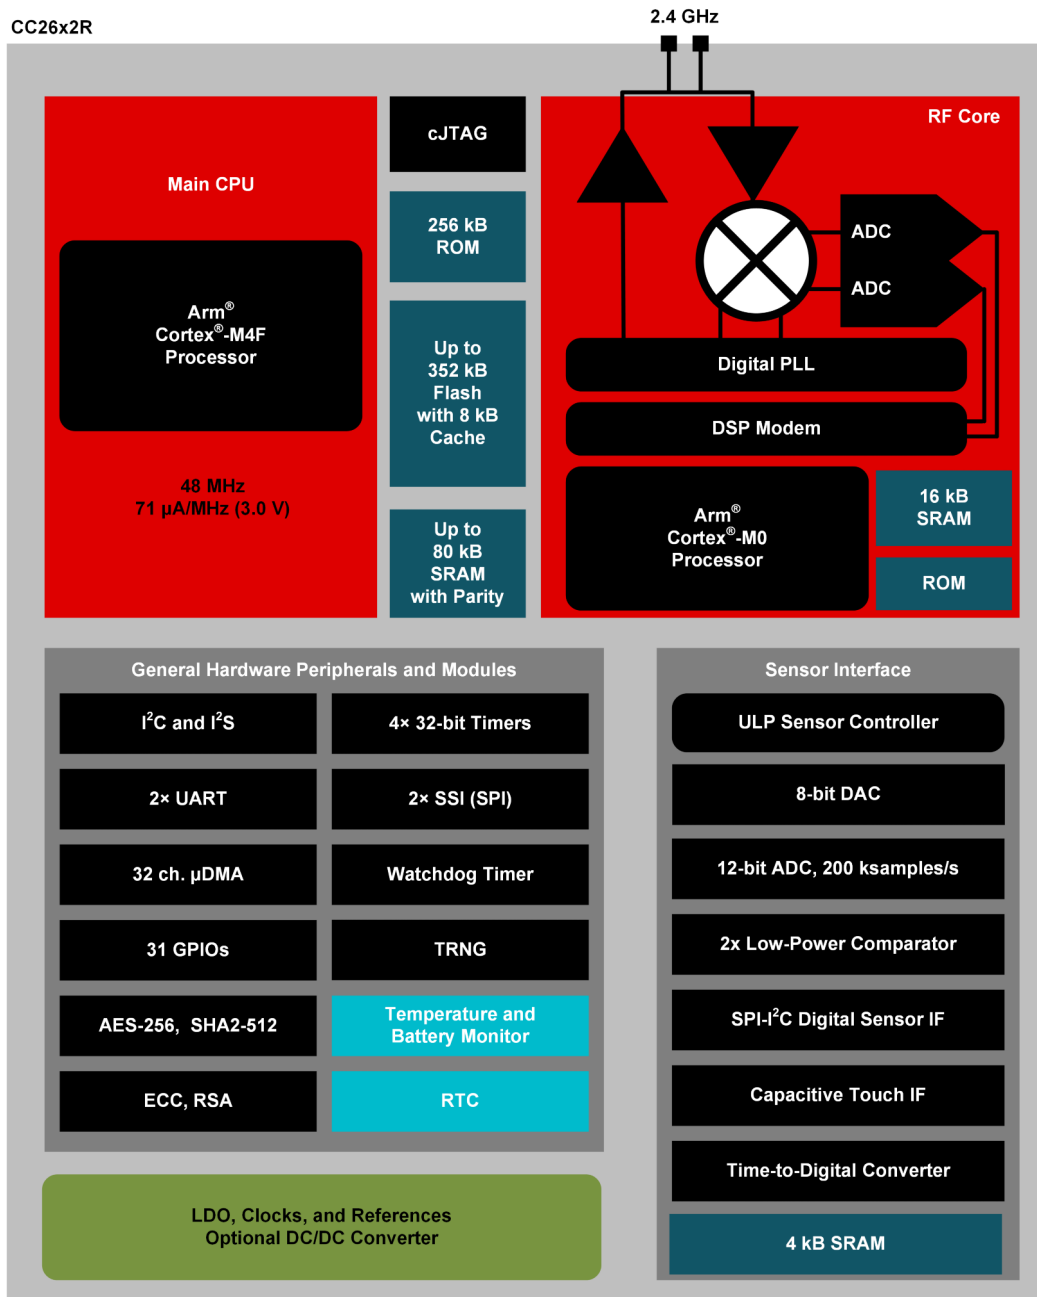 CC26x2R
2.4 GHz
Main CPU
Arm®
Cortex®-M4F
Processor
48 MHz
71 µA/MHz (3.0 V)
cJTAG
256 kB
ROM
Up to
352 kB
Flash
with 8 kB
Cache
Up to
80 kB
SRAM
with Parity
RF Core
ADC
ADC
Digital PLL
DSP Modem
Arm®
Cortex®-M0
Processor
16 kB
SRAM
ROM
General Hardware Peripherals and Modules
I²C and I²S
4× 32-bit Timers
2× UART
2× SSI (SPI)
32 ch. µDMA
Watchdog Timer
31 GPIOs
TRNG
AES-256, SHA2-512
Temperature and
Battery Monitor
ECC, RSA
RTC
LDO, Clocks, and References
Optional DC/DC Converter
Sensor Interface
ULP Sensor Controller
8-bit DAC
12-bit ADC, 200 ksamples/s
2x Low-Power Comparator
SPI-I²C Digital Sensor IF
Capacitive Touch IF
Time-to-Digital Converter
4 kB SRAM